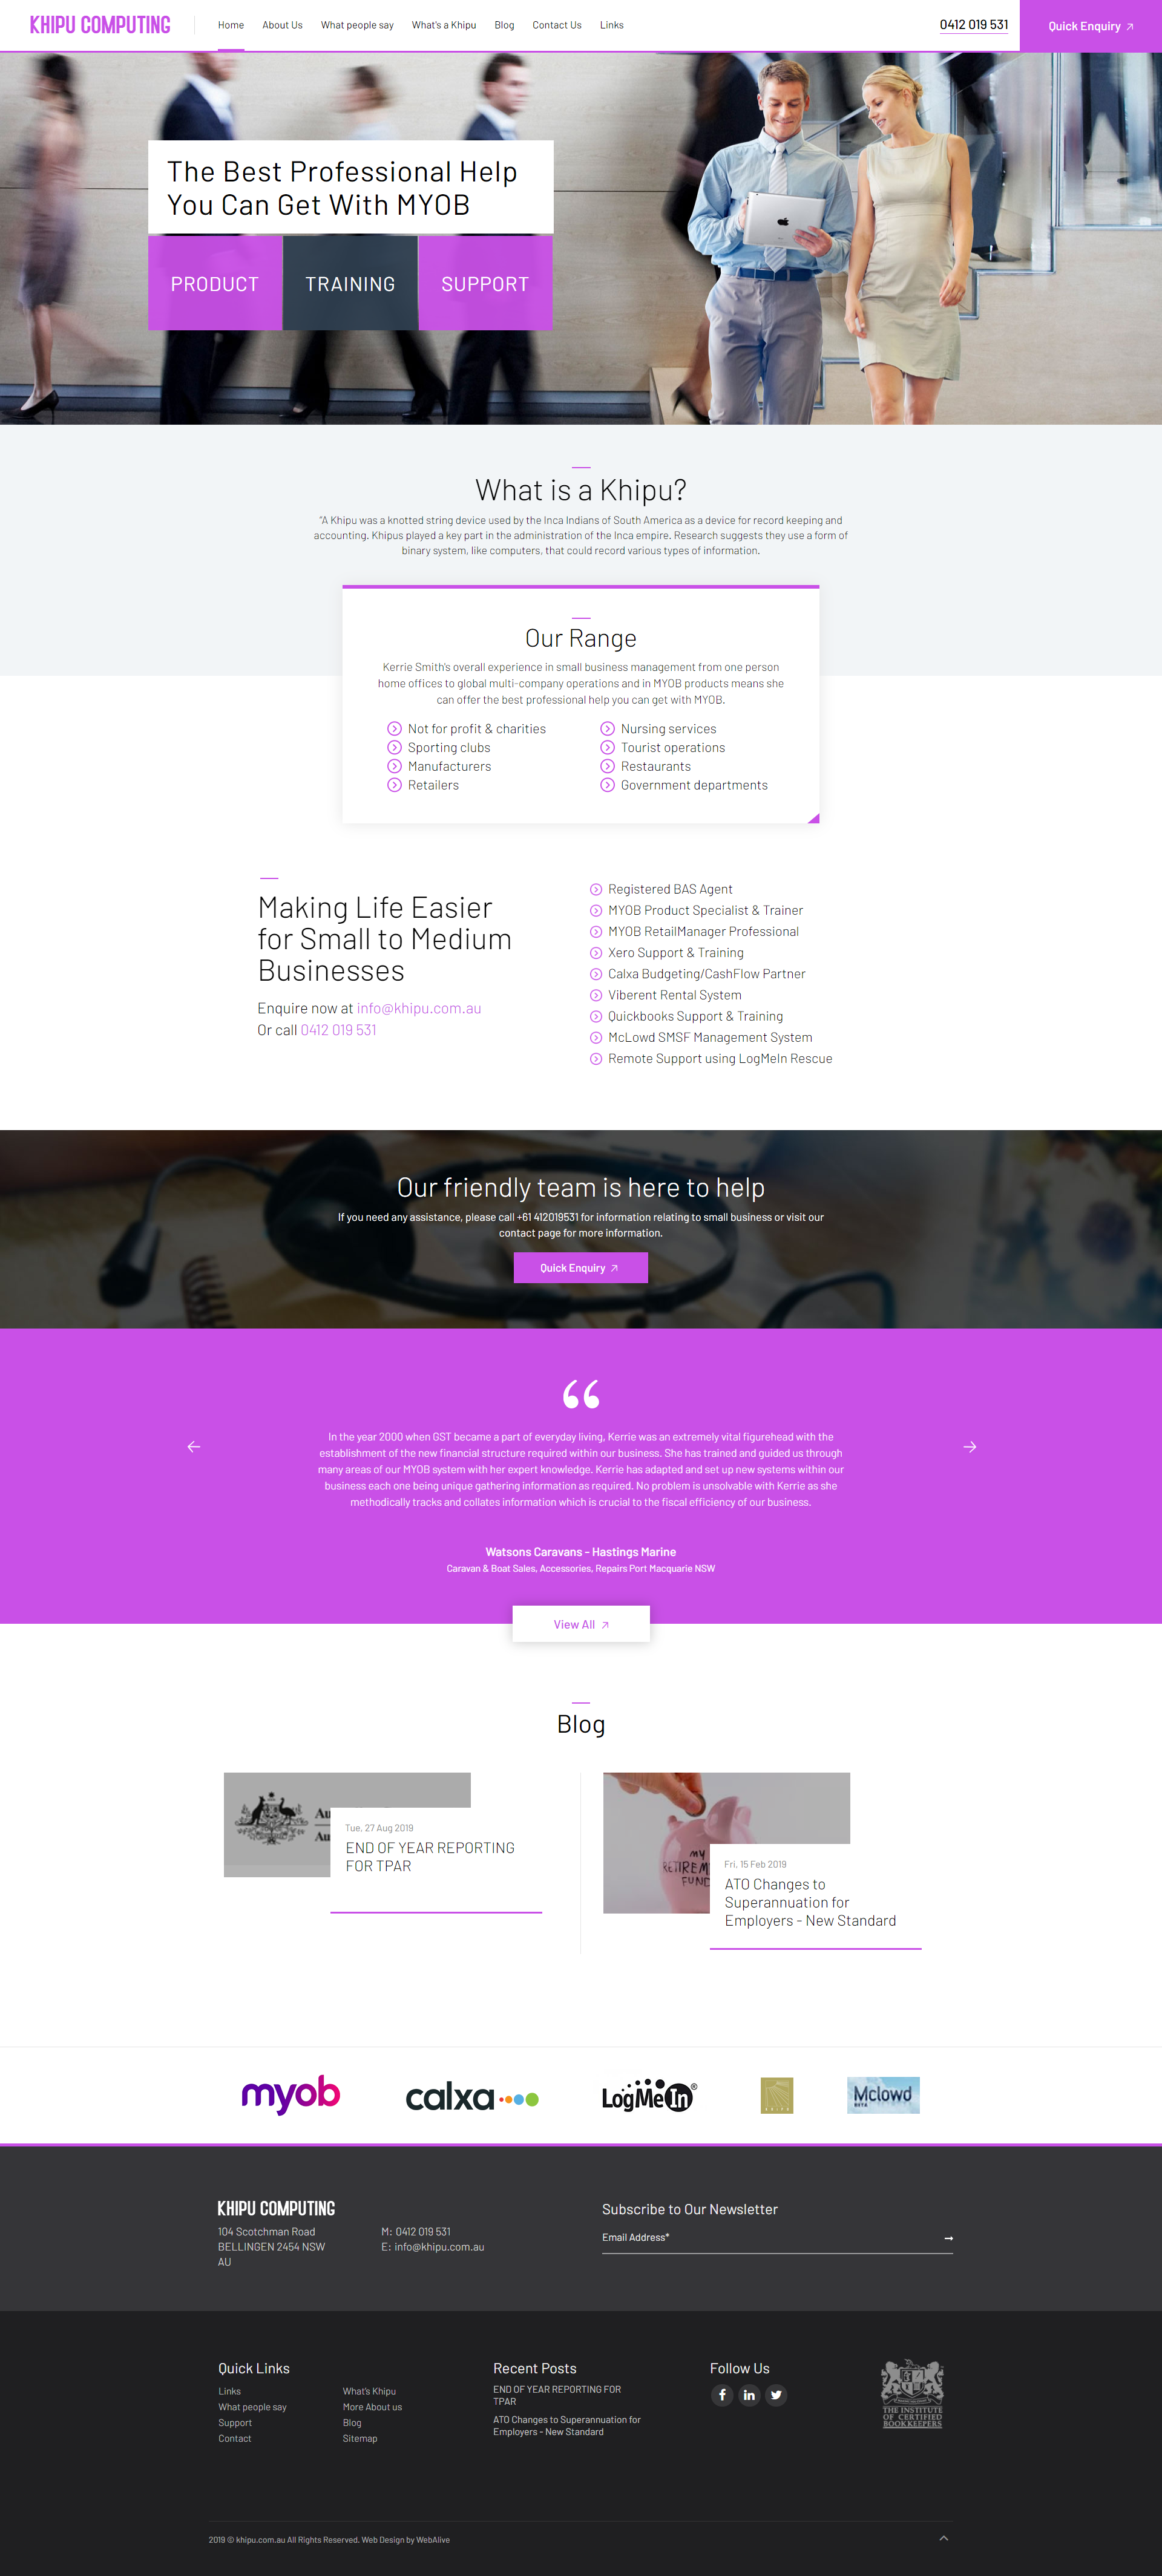 KHIPU COMPUTING
Home About Us What people say What's a Khipu Blog Contact Us Links
0412 019 531
Quick Enquiry
The Best Professional Help
You Can Get With MYOB
PRODUCT TRAINING SUPPORT
What is a Khipu?
“A Khipu was a knotted string device used by the Inca Indians of South America as a device for record keeping and
accounting. Khipus played a key part in the administration of the Inca empire. Research suggests they use a form of
binary system, like computers, that could record various types of information.
Our Range
Kerrie Smith's overall experience in small business management from one person
home offices to global multi-company operations and in MYOB products means she
can offer the best professional help you can get with MYOB.
Not for profit & charities
Sporting clubs
Manufacturers
Retailers
Nursing services
Tourist operations
Restaurants
Government departments
Making Life Easier
for Small to Medium
Businesses
Enquire now at info@khipu.com.au
Or call 0412 019 531
Registered BAS Agent
MYOB Product Specialist & Trainer
MYOB RetailManager Professional
Xero Support & Training
Calxa Budgeting/CashFlow Partner
Viberent Rental System
Quickbooks Support & Training
McLowd SMSF Management System
Remote Support using LogMeIn Rescue
Our friendly team is here to help
If you need any assistance, please call +61 412019531 for information relating to small business or visit our
contact page for more information.
Quick Enquiry
In the year 2000 when GST became a part of everyday living, Kerrie was an extremely vital figurehead with the
establishment of the new financial structure required within our business. She has trained and guided us through
many areas of our MYOB system with her expert knowledge. Kerrie has adapted and set up new systems within our
business each one being unique gathering information as required. No problem is unsolvable with Kerrie as she
methodically tracks and collates information which is crucial to the fiscal efficiency of our business.
Watsons Caravans - Hastings Marine
Caravan & Boat Sales, Accessories, Repairs Port Macquarie NSW
View All
Blog
Au
Au
Tue, 27 Aug 2019
END OF YEAR REPORTING
FOR TPAR
MY
RETIREM
FUND
Fri, 15 Feb 2019
ATO Changes to
Superannuation for
Employers - New Standard
myob
calxa
LogMeIn®
Mclowd
BETA
KHIPU COMPUTING
104 Scotchman Road
BELLINGEN 2454 NSW
AU
M: 0412 019 531
E: info@khipu.com.au
Subscribe to Our Newsletter
Email Address*
Quick Links
Links
What people say
Support
Contact
What's Khipu
More About us
Blog
Sitemap
Recent Posts
END OF YEAR REPORTING FOR
TPAR
ATO Changes to Superannuation for
Employers - New Standard
Follow Us
THE INSTITUTE
OF CERTIFIED
BOOKKEEPERS
2019 © khipu.com.au All Rights Reserved. Web Design by WebAlive